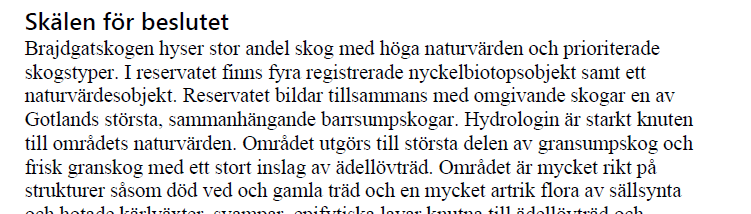 Skälen för beslutet
Brajdgatskogen hyser stor andel skog med höga naturvärden och prioriterade
skogstyper. I reservatet finns fyra registrerade nyckelbiotopsobjekt samt ett
naturvärdesobjekt. Reservatet bildar tillsammans med omgivande skogar en av
Gotlands största, sammanhängande barrsumpskogar. Hydrologin är starkt knuten
till områdets naturvärden. Området utgörs till största delen av gransumpskog och
frisk granskog med ett stort inslag av ädellövträd. Området är mycket rikt på
strukturer såsom död ved och gamla träd och en mycket artrik flora av sällsynta
och hotade kärlväxter, svampar, epifytiska lavar knutna till ädellövträd och